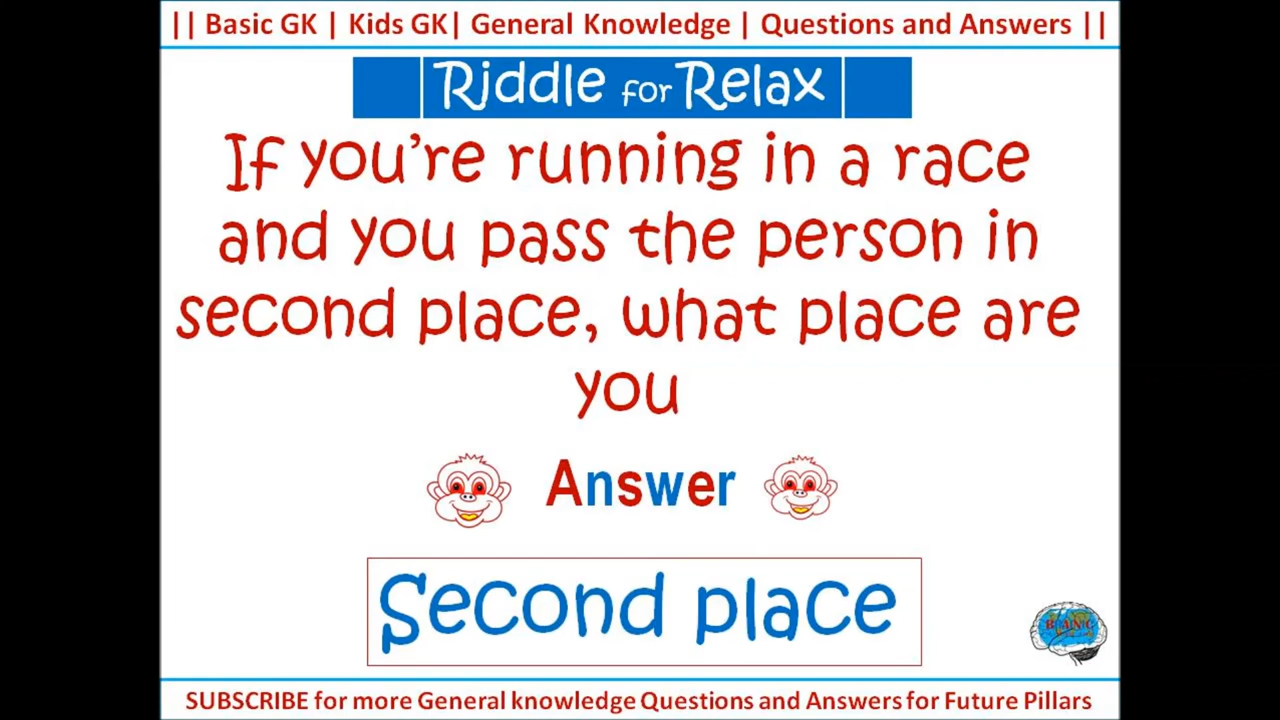 || Basic GK | Kids GK| General Knowledge | Questions and Answers ||
Riddle for Relax
If you’re running in a race
and you pass the person in
second place, what place are
you
Answer
Second place
SUBSCRIBE for more General knowledge Questions and Answers for Future Pillars